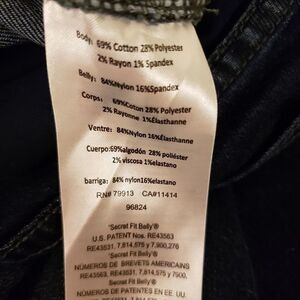 Body: 69% Cotton 28% Polyester
2% Rayon 1% Spandex
Belly: 84%Nylon 16%Spandex
Corps: 69%Cotton 28% Polyester
2% Rayonne 1%Élasthanne
Ventre: 84%Nylon 16%Élasthanne
Cuerpo:69%algodón 28% poliéster
2% viscosa 1%elastano
barriga: 84% nylon16%elastano
RN# 79913 CA#11414
96824
'Secret Fit Belly'®
U.S. PATENT Nos. RE43563
RE43531, 7,814,575 y 7,900,276
'Secret Fit Belly'®
NUMÉROS DE BREVETS AMERICAINS
RE43563, RE43531, 7,814,575 y 7900,
'Secret Fit Belly'®
NÚMEROS DE PATENTES EN EE. UU.